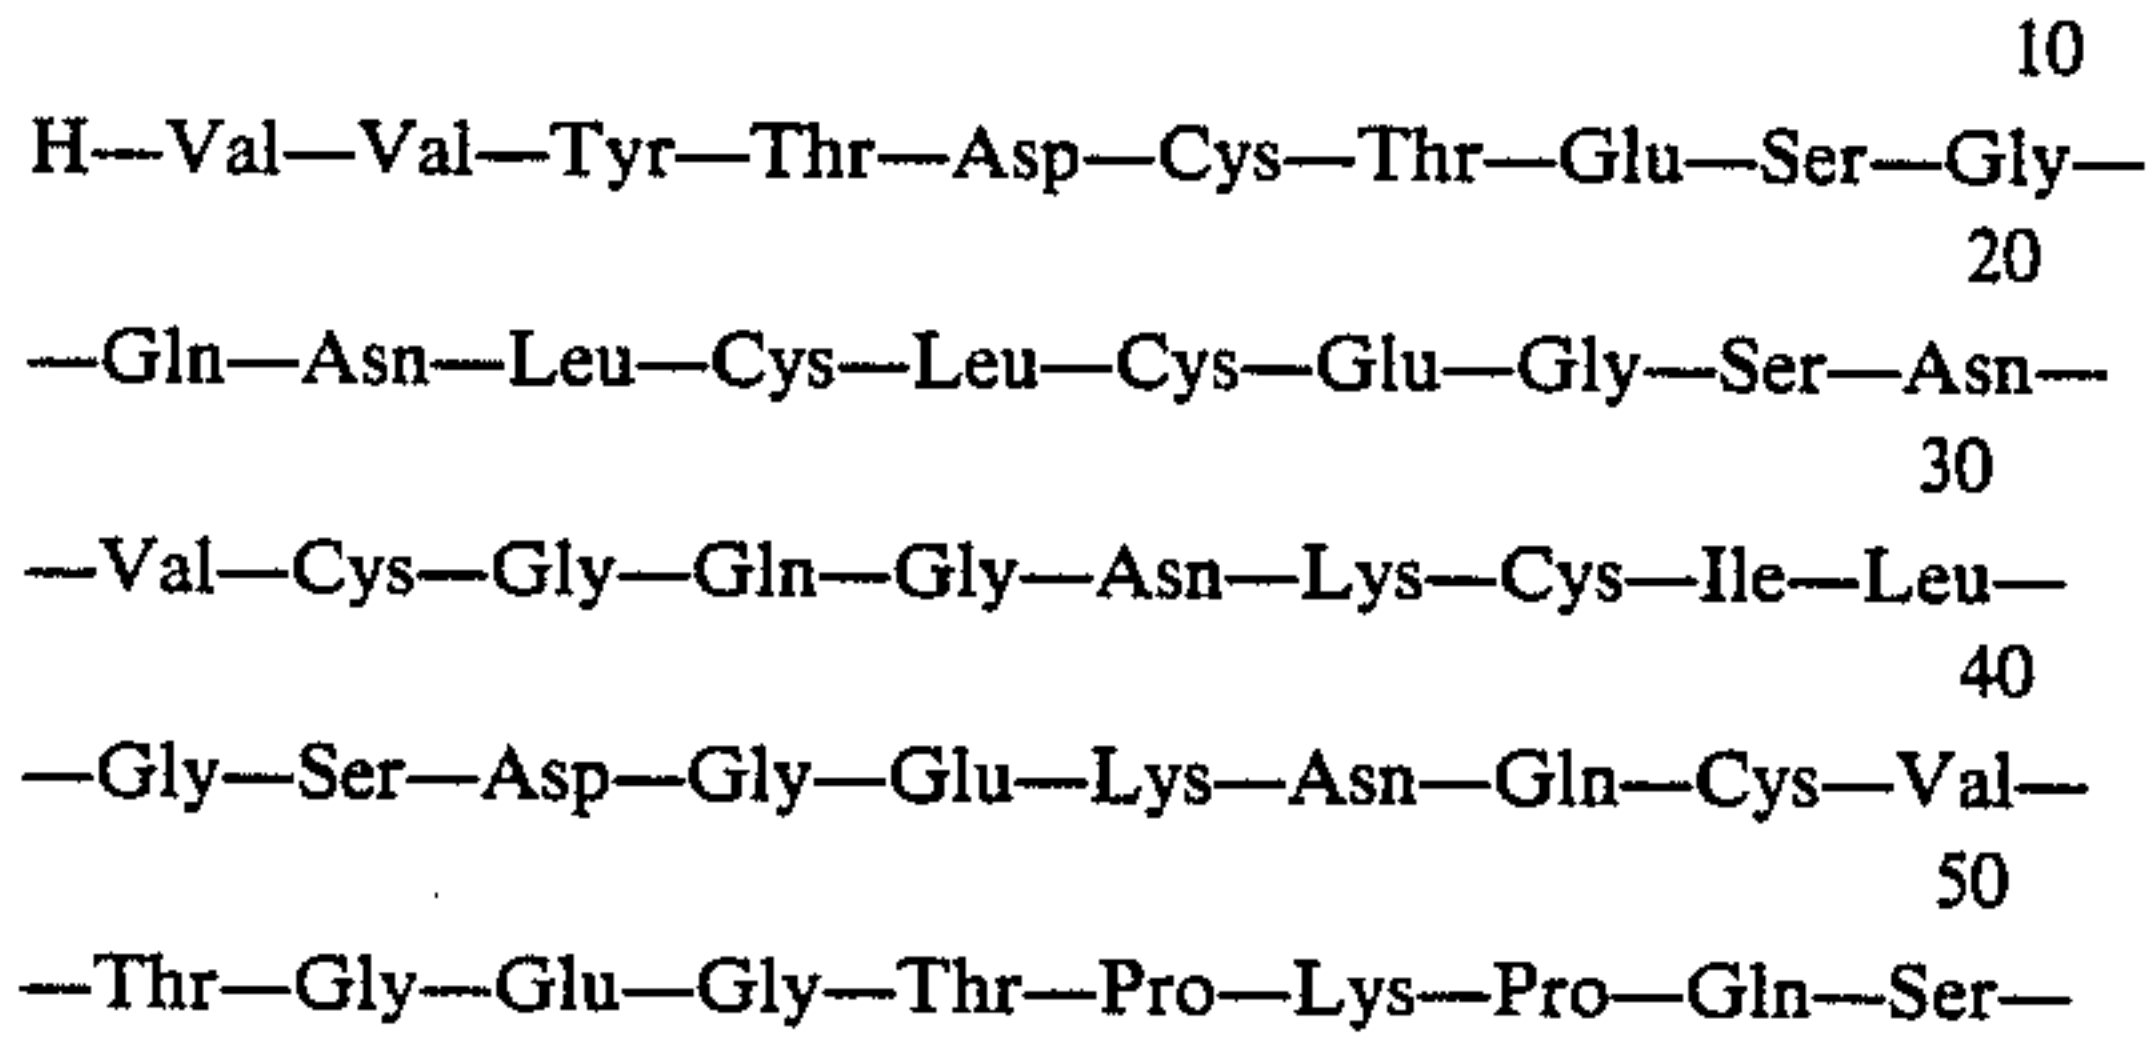 10
H—Val—Val—Tyr—Thr—Asp—Cys—Thr—Glu—Ser—Gly—
20
—Gln—Asn—Leu—Cys—Leu—Cys—Glu—Gly—Ser—Asn—
30
—Val—Cys—Gly—Gln—Gly—Asn—Lys—Cys—Ile—Leu—
40
—Gly—Ser—Asp—Gly—Glu—Lys—Asn—Gln—Cys—Val—
50
—Thr—Gly—Glu—Gly—Thr—Pro—Lys—Pro—Gln—Ser—